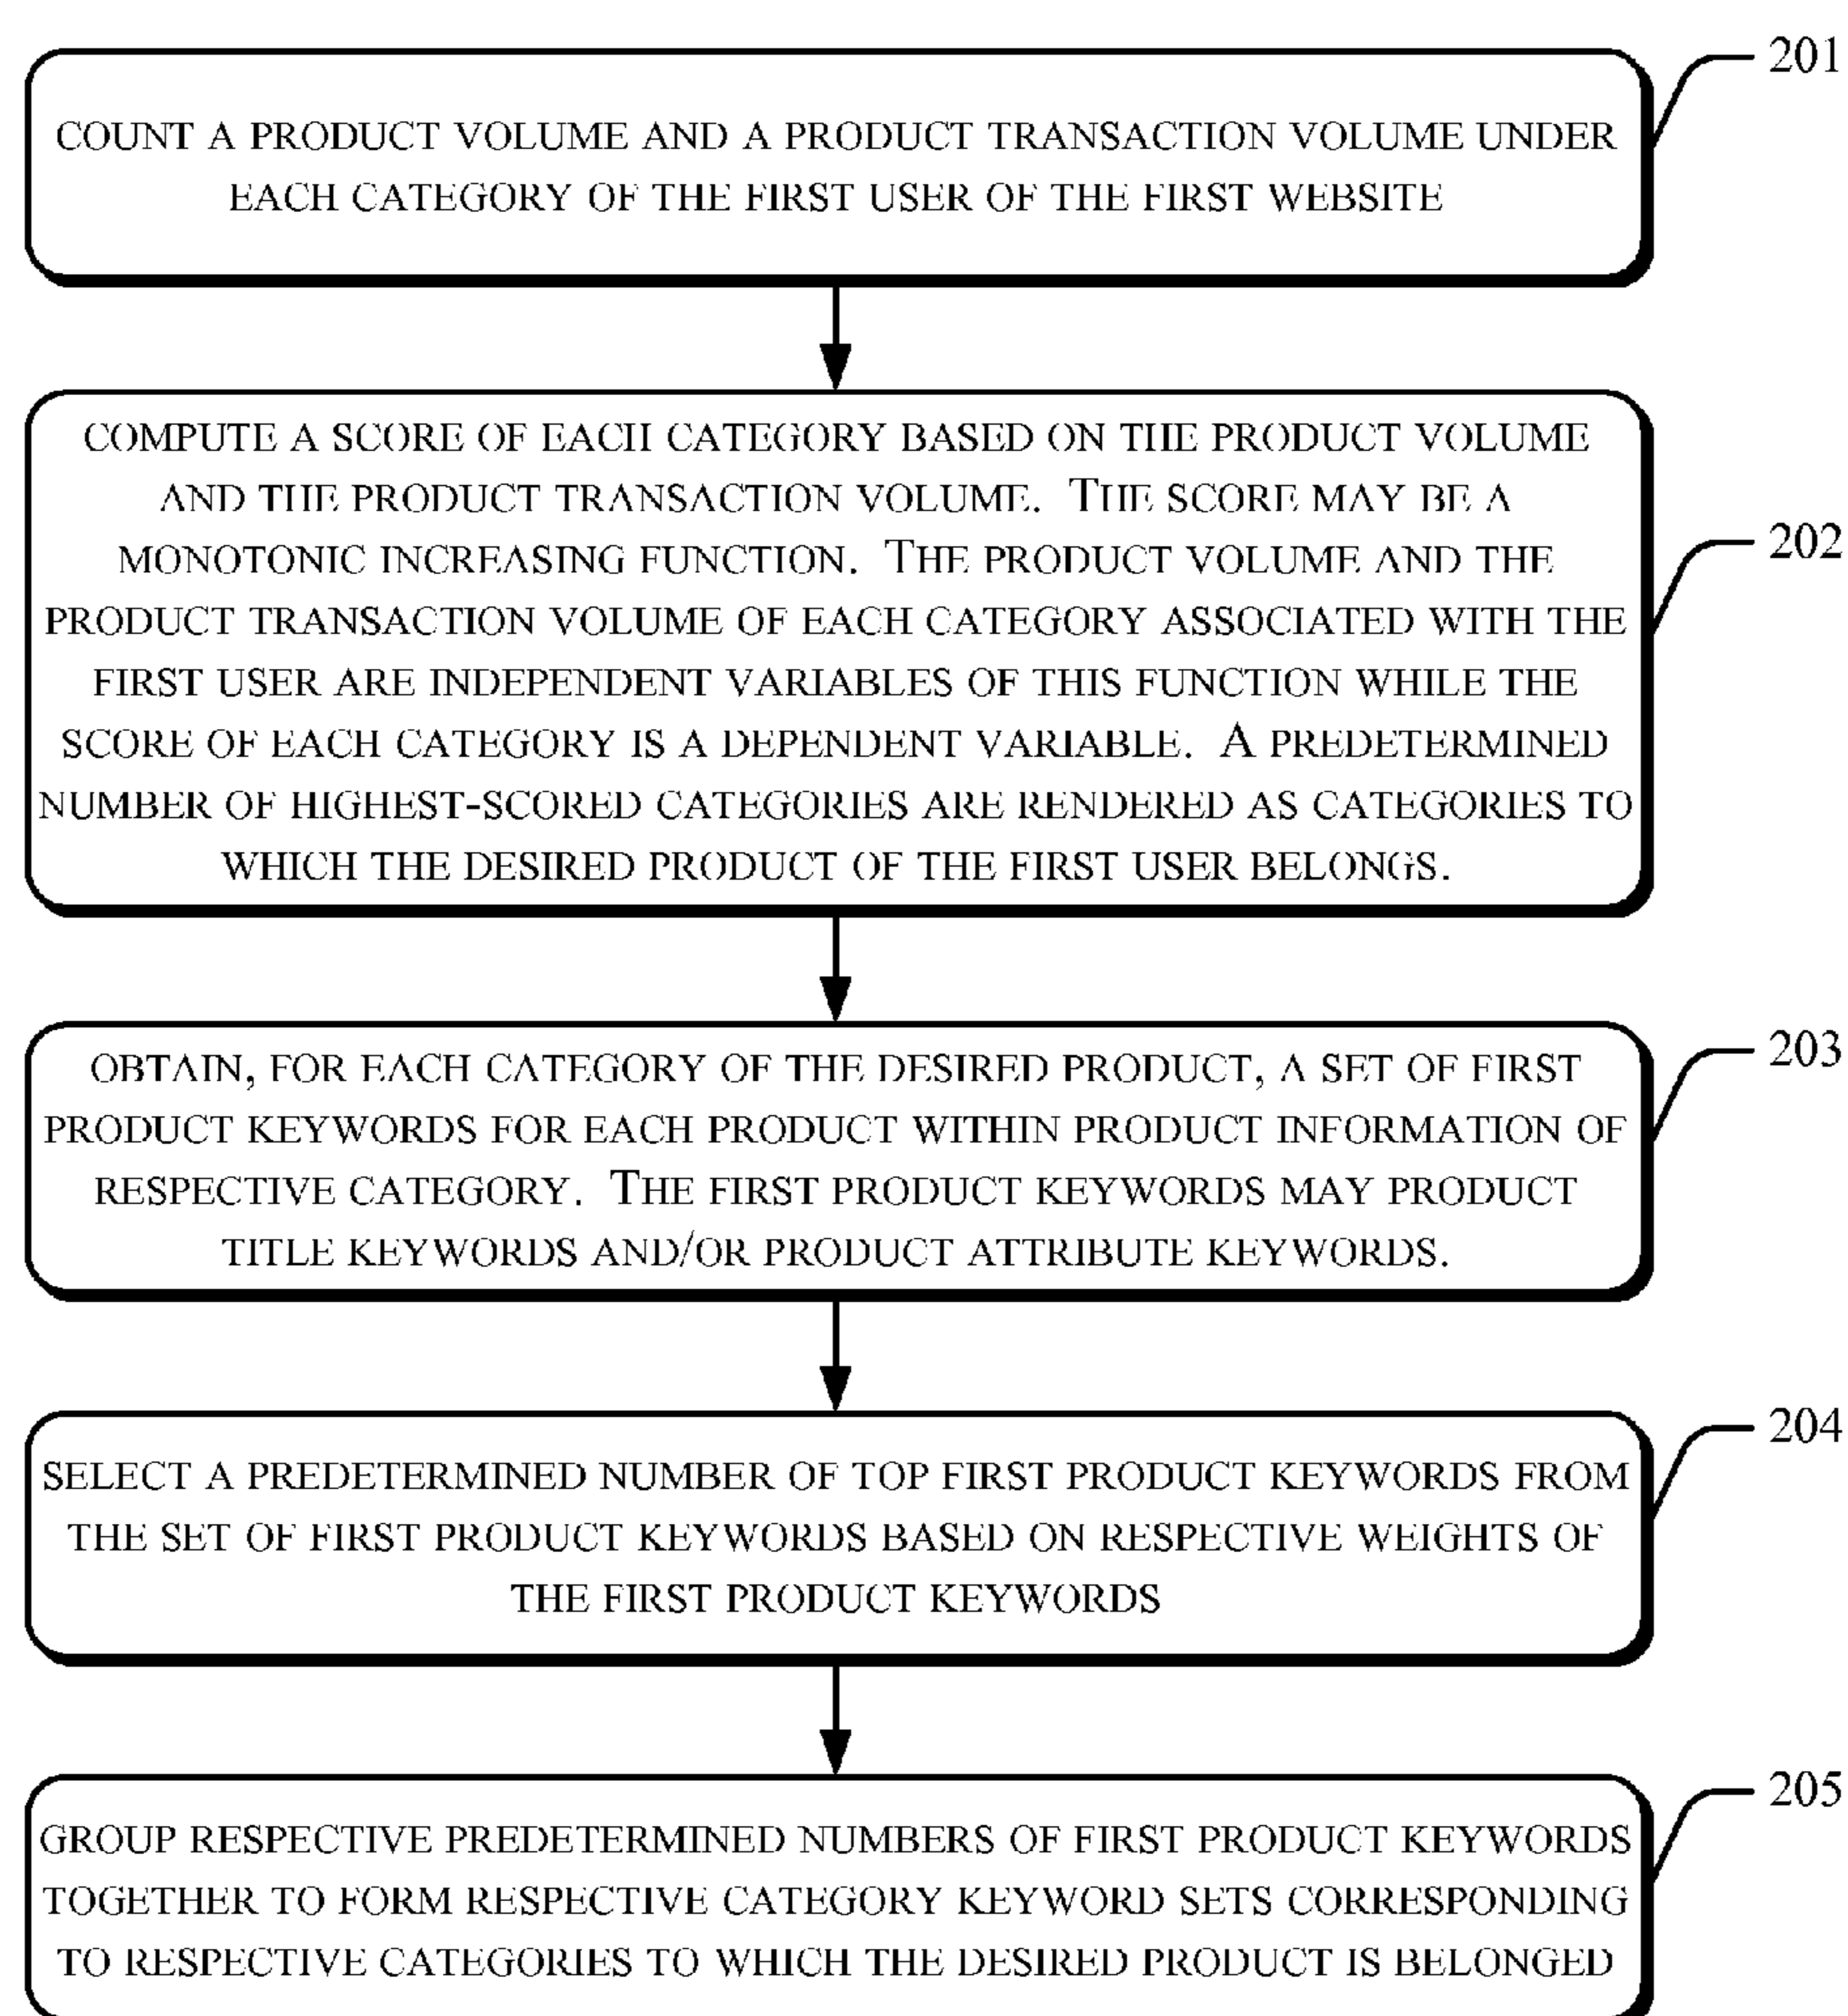 201
COUNT A PRODUCT VOLUME AND A PRODUCT TRANSACTION VOLUME UNDER
EACH CATEGORY OF THE FIRST USER OF THE FIRST WEBSITE
202
COMPUTE A SCORE OF EACH CATEGORY BASED ON THE PRODUCT VOLUME
AND THE PRODUCT TRANSACTION VOLUME. THE SCORE MAY BE A
MONOTONIC INCREASING FUNCTION. THE PRODUCT VOLUME AND THE
PRODUCT TRANSACTION VOLUME OF EACH CATEGORY ASSOCIATED WITH THE
FIRST USER ARE INDEPENDENT VARIABLES OF THIS FUNCTION WHILE THE
SCORE OF EACH CATEGORY IS A DEPENDENT VARIABLE. A PREDETERMINED
NUMBER OF HIGHEST-SCORED CATEGORIES ARE RENDERED AS CATEGORIES TO
WHICH THE DESIRED PRODUCT OF THE FIRST USER BELONGS.
203
OBTAIN, FOR EACH CATEGORY OF THE DESIRED PRODUCT, A SET OF FIRST
PRODUCT KEYWORDS FOR EACH PRODUCT WITHIN PRODUCT INFORMATION OF
RESPECTIVE CATEGORY. THE FIRST PRODUCT KEYWORDS MAY PRODUCT
TITLE KEYWORDS AND/OR PRODUCT ATTRIBUTE KEYWORDS.
204
SELECT A PREDETERMINED NUMBER OF TOP FIRST PRODUCT KEYWORDS FROM
THE SET OF FIRST PRODUCT KEYWORDS BASED ON RESPECTIVE WEIGHTS OF
THE FIRST PRODUCT KEYWORDS
205
GROUP RESPECTIVE PREDETERMINED NUMBERS OF FIRST PRODUCT KEYWORDS
TOGETHER TO FORM RESPECTIVE CATEGORY KEYWORD SETS CORRESPONDING
TO RESPECTIVE CATEGORIES TO WHICH THE DESIRED PRODUCT IS BELONGED